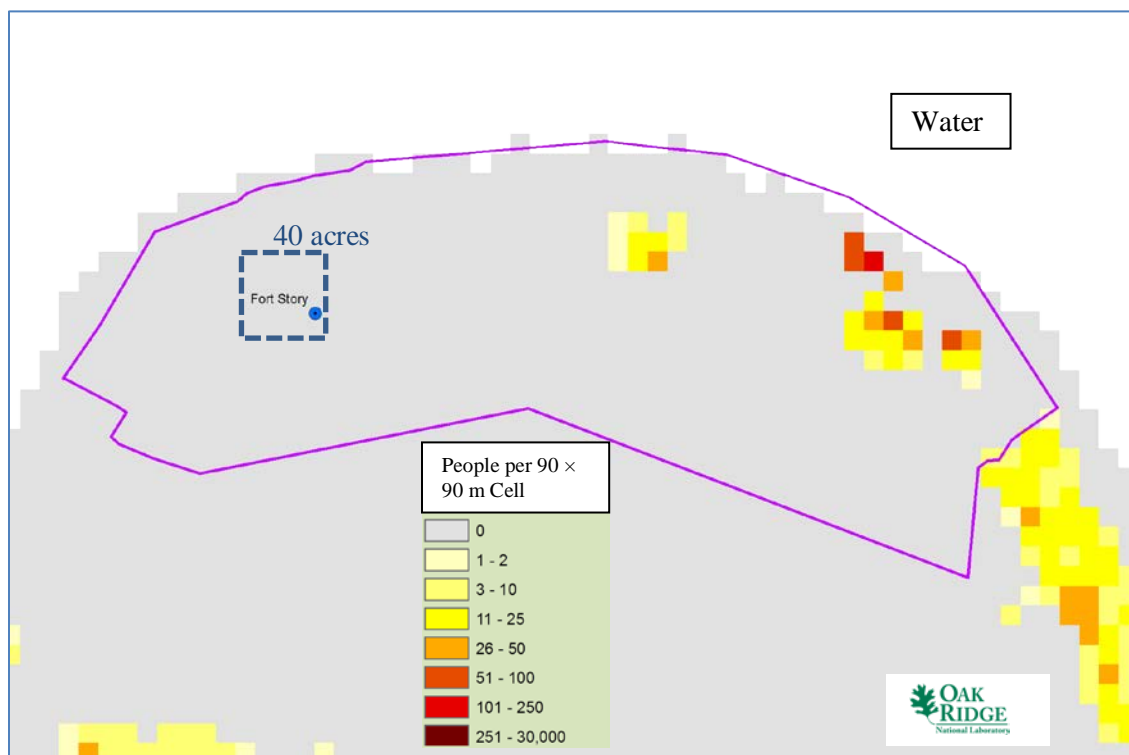 Water
40 acres
Fort Story
People per 90 ×
90 m Cell
0
1 - 2
3 - 10
11 - 25
26 - 50
51 - 100
101 - 250
251 - 30,000
OAK
RIDGE
National Laboratory